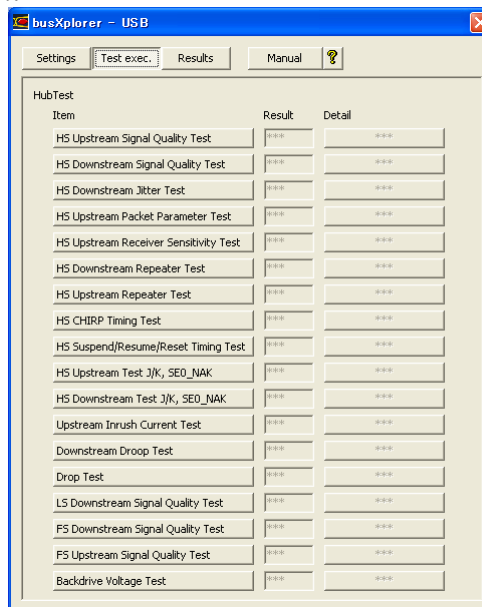 busXplorer - USB
Settings Test exec. Results Manual ?
HubTest
Item Result Detail
HS Upstream Signal Quality Test *** ***
HS Downstream Signal Quality Test *** ***
HS Downstream Jitter Test *** ***
HS Upstream Packet Parameter Test *** ***
HS Upstream Receiver Sensitivity Test *** ***
HS Downstream Repeater Test *** ***
HS Upstream Repeater Test *** ***
HS CHIRP Timing Test *** ***
HS Suspend/Resume/Reset Timing Test *** ***
HS Upstream Test J/K, SE0_NAK *** ***
HS Downstream Test J/K, SE0_NAK *** ***
Upstream Inrush Current Test *** ***
Downstream Droop Test *** ***
Drop Test *** ***
LS Downstream Signal Quality Test *** ***
FS Downstream Signal Quality Test *** ***
FS Upstream Signal Quality Test *** ***
Backdrive Voltage Test *** ***